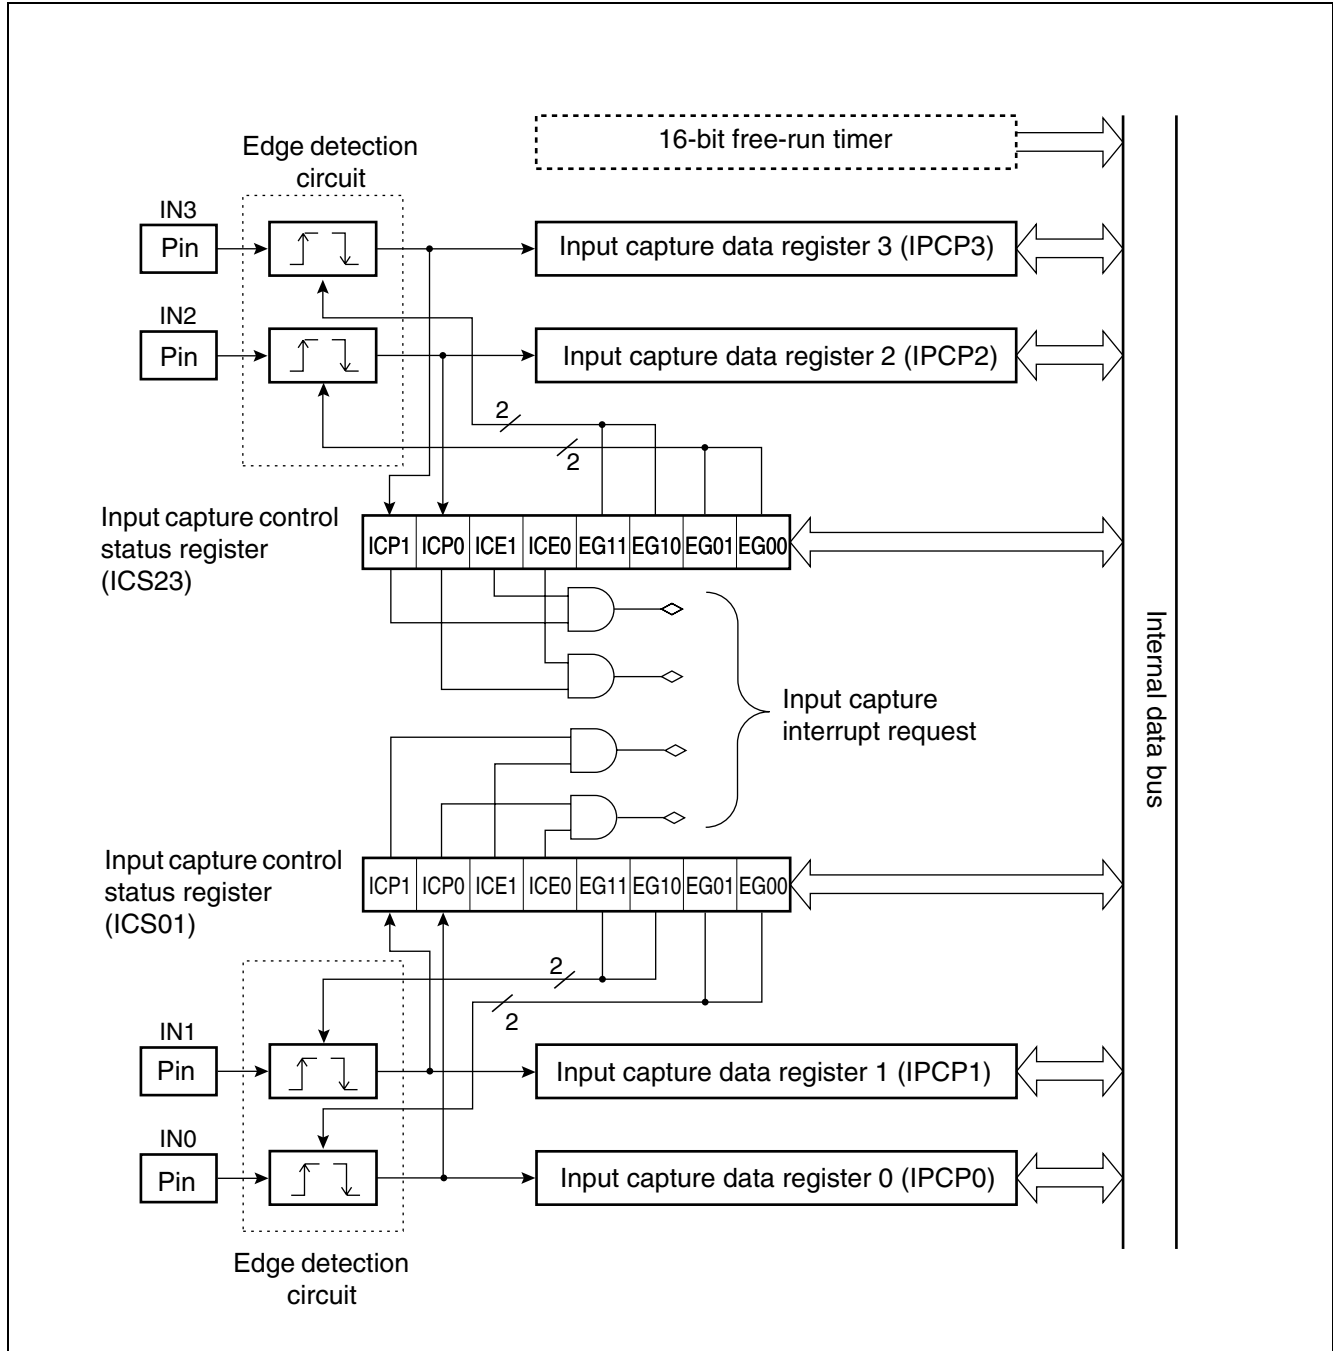 16-bit free-run timer
Edge detection
circuit
IN3
Pin
Input capture data register 3 (IPCP3)
IN2
Pin
Input capture data register 2 (IPCP2)
2
2
Input capture control
status register
(ICS23)
ICP1 ICP0 ICE1 ICE0 EG11 EG10 EG01 EG00
Internal data bus
Input capture
interrupt request
Input capture control
status register
(ICS01)
ICP1 ICP0 ICE1 ICE0 EG11 EG10 EG01 EG00
2
2
IN1
Pin
Input capture data register 1 (IPCP1)
IN0
Pin
Input capture data register 0 (IPCP0)
Edge detection
circuit